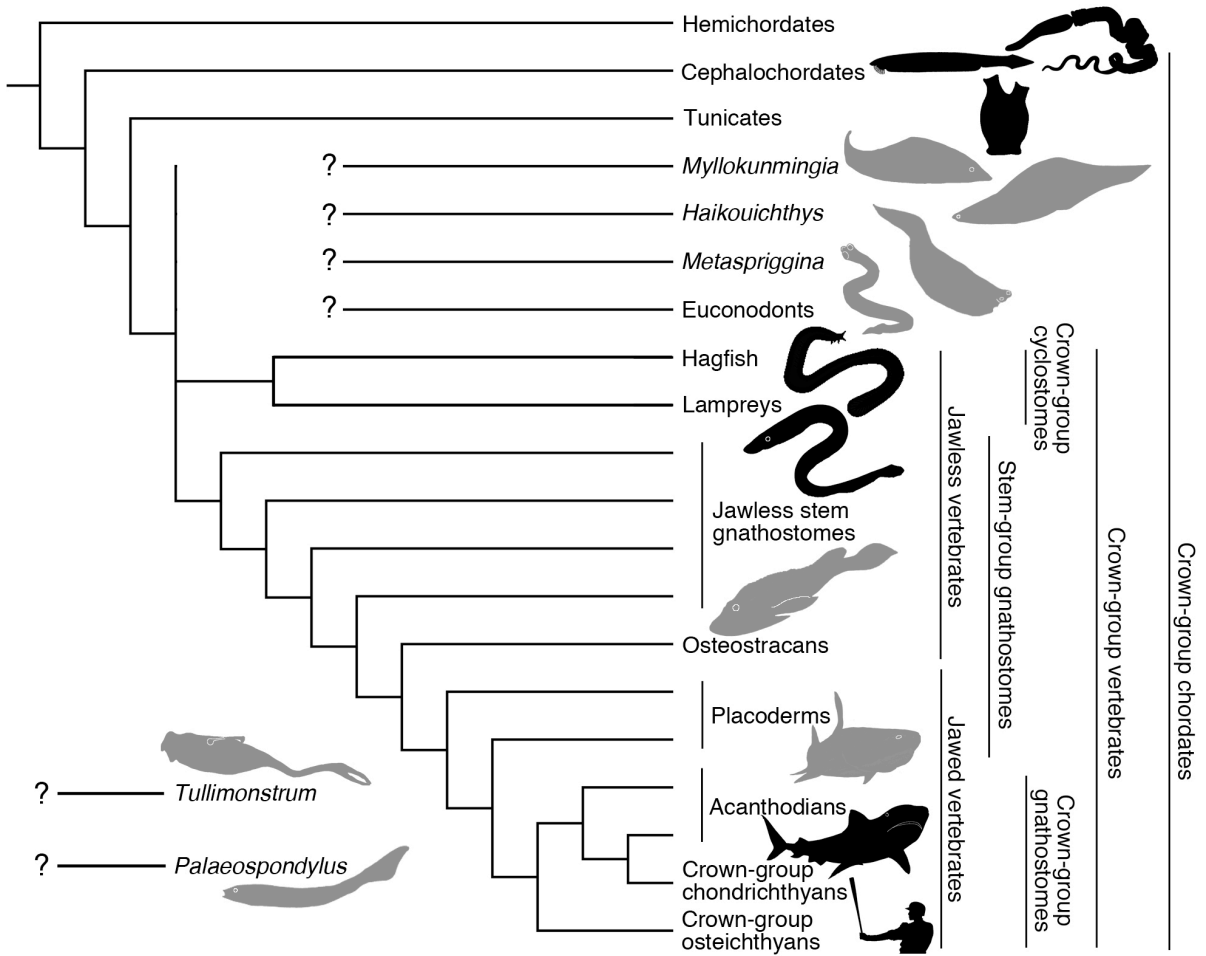 Hemichordates
Cephalochordates
Tunicates
? Myllokunmingia
? Haikouichthys
? Metaspriggina
? Euconodonts
Hagfish
Lampreys
Jawless stem
gnathostomes
Osteostracans
Placoderms
Acanthodians
Crown-group
chondrichthyans
Crown-group
osteichthyans
? Tullimonstrum
? Palaeospondylus
Jawless vertebrates
Jawed vertebrates
Stem-group gnathostomes
Crown-group
cyclostomes
Crown-group
gnathostomes
Crown-group vertebrates
Crown-group chordates